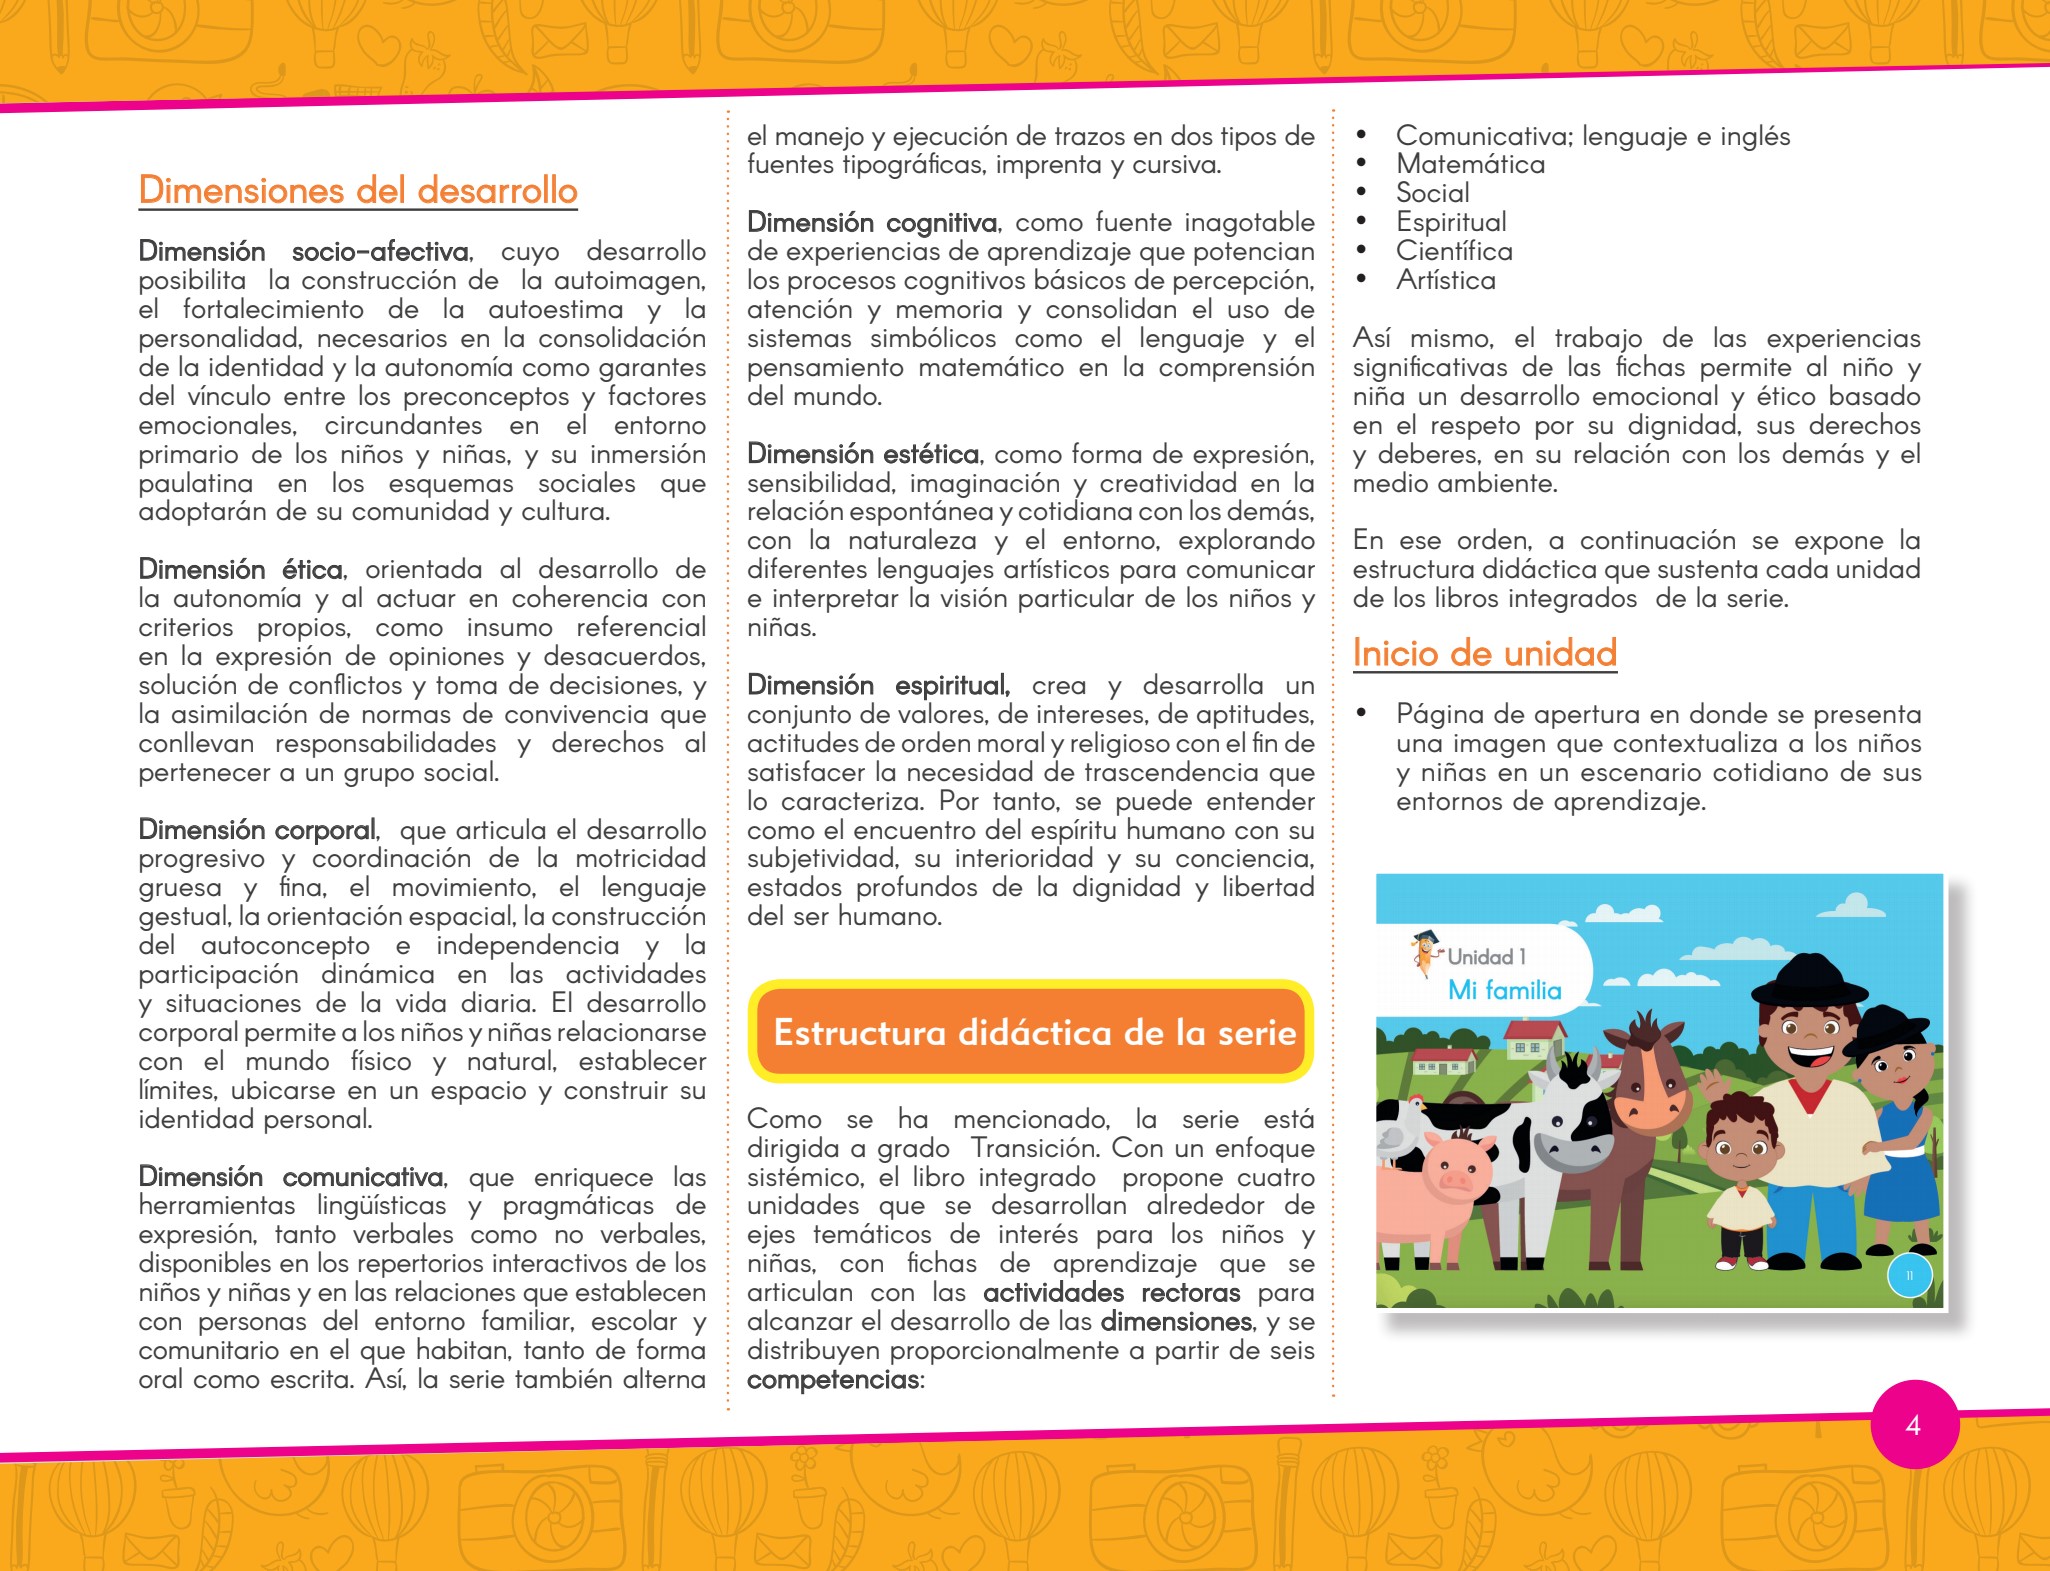 Dimensiones del desarrollo
Dimensión socio-afectiva, cuyo desarrollo
posibilita la construcción de la autoimagen,
el fortalecimiento de la autoestima y la
personalidad, necesarios en la consolidación
de la identidad y la autonomía como garantes
del vínculo entre los preconceptos y factores
emocionales, circundantes en el entorno
primario de los niños y niñas, y su inmersión
paulatina en los esquemas sociales que
adoptarán de su comunidad y cultura.
Dimensión ética, orientada al desarrollo de
la autonomía y al actuar en coherencia con
criterios propios, como insumo referencial
en la expresión de opiniones y desacuerdos,
solución de conflictos y toma de decisiones, y
la asimilación de normas de convivencia que
conllevan responsabilidades y derechos al
pertenecer a un grupo social.
Dimensión corporal, que articula el desarrollo
progresivo y coordinación de la motricidad
gruesa y fina, el movimiento, el lenguaje
gestual, la orientación espacial, la construcción
del autoconcepto e independencia y la
participación dinámica en las actividades
y situaciones de la vida diaria. El desarrollo
corporal permite a los niños y niñas relacionarse
con el mundo físico y natural, establecer
límites, ubicarse en un espacio y construir su
identidad personal.
Dimensión comunicativa, que enriquece las
herramientas lingüísticas y pragmáticas de
expresión, tanto verbales como no verbales,
disponibles en los repertorios interactivos de los
niños y niñas y en las relaciones que establecen
con personas del entorno familiar, escolar y
comunitario en el que habitan, tanto de forma
oral como escrita. Así, la serie también alterna
el manejo y ejecución de trazos en dos tipos de
fuentes tipográficas, imprenta y cursiva.
Dimensión cognitiva, como fuente inagotable
de experiencias de aprendizaje que potencian
los procesos cognitivos básicos de percepción,
atención y memoria y consolidan el uso de
sistemas simbólicos como el lenguaje y el
pensamiento matemático en la comprensión
del mundo.
Dimensión estética, como forma de expresión,
sensibilidad, imaginación y creatividad en la
relación espontánea y cotidiana con los demás,
con la naturaleza y el entorno, explorando
diferentes lenguajes artísticos para comunicar
e interpretar la visión particular de los niños y
niñas.
Dimensión espiritual, crea y desarrolla un
conjunto de valores, de intereses, de aptitudes,
actitudes de orden moral y religioso con el fin de
satisfacer la necesidad de trascendencia que
lo caracteriza. Por tanto, se puede entender
como el encuentro del espíritu humano con su
subjetividad, su interioridad y su conciencia,
estados profundos de la dignidad y libertad
del ser humano.
Estructura didáctica de la serie
Como se ha mencionado, la serie está
dirigida a grado Transición. Con un enfoque
sistémico, el libro integrado propone cuatro
unidades que se desarrollan alrededor de
ejes temáticos de interés para los niños y
niñas, con fichas de aprendizaje que se
articulan con las actividades rectoras para
alcanzar el desarrollo de las dimensiones, y se
distribuyen proporcionalmente a partir de seis
competencias:
• Comunicativa; lenguaje e inglés
• Matemática
• Social
• Espiritual
• Científica
• Artística
Así mismo, el trabajo de las experiencias
significativas de las fichas permite al niño y
niña un desarrollo emocional y ético basado
en el respeto por su dignidad, sus derechos
y deberes, en su relación con los demás y el
medio ambiente.
En ese orden, a continuación se expone la
estructura didáctica que sustenta cada unidad
de los libros integrados de la serie.
Inicio de unidad
• Página de apertura en donde se presenta
una imagen que contextualiza a los niños
y niñas en un escenario cotidiano de sus
entornos de aprendizaje.
Unidad 1
Mi familia
11
4